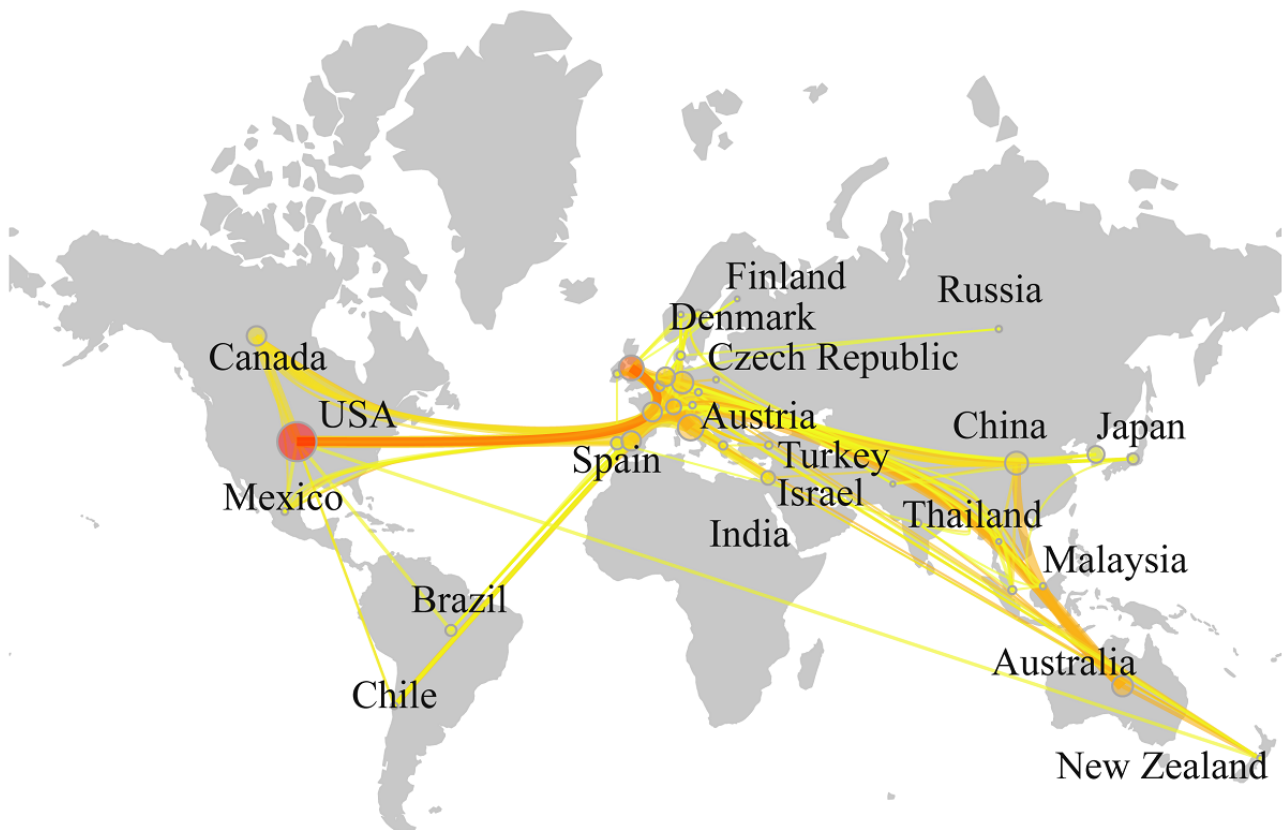 Finland
Russia
Denmark
Canada
Czech Republic
USA
Austria
China
Japan
Spain
Turkey
Mexico
Israel
Thailand
India
Malaysia
Brazil
Australia
Chile
New Zealand